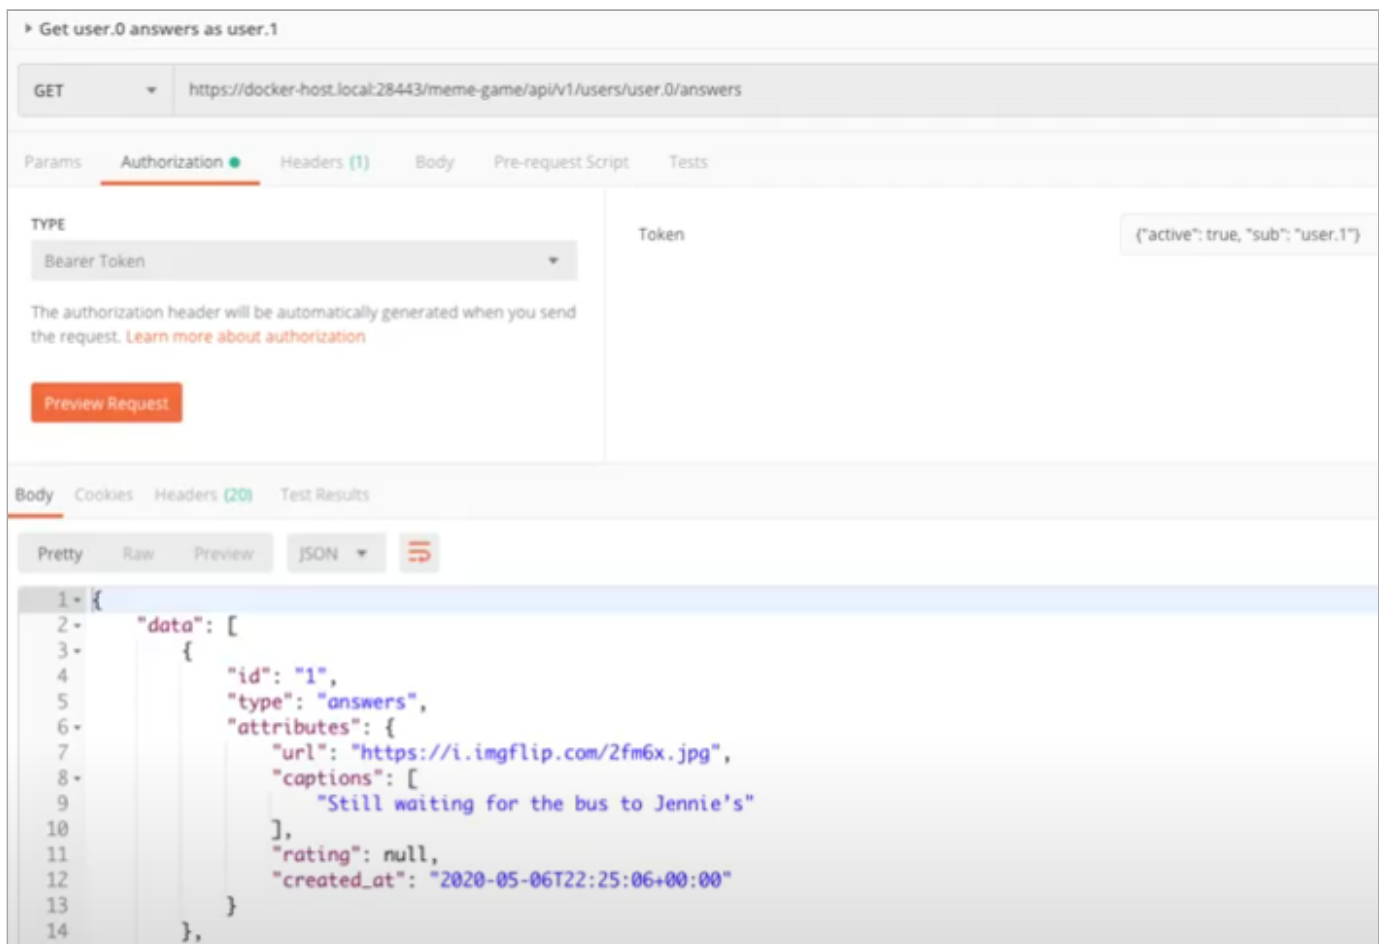 Get user.0 answers as user.1
GET https://docker-host.local:28443/meme-game/api/v1/users/user.0/answers
Params Authorization Headers (1) Body Pre-request Script Tests
TYPE
Bearer Token
The authorization header will be automatically generated when you send
the request. Learn more about authorization
Preview Request
Token {"active": true, "sub": "user.1"}
Body Cookies Headers (20) Test Results
Pretty Raw Preview JSON
1 {
2 "data": [
3 {
4 "id": "1",
5 "type": "answers",
6 "attributes": {
7 "url": "https://i.imgflip.com/2fm6x.jpg",
8 "captions": [
9 "Still waiting for the bus to Jennie’s"
10 ],
11 "rating": null,
12 "created_at": "2020-05-06T22:25:06+00:00"
13 }
14 },